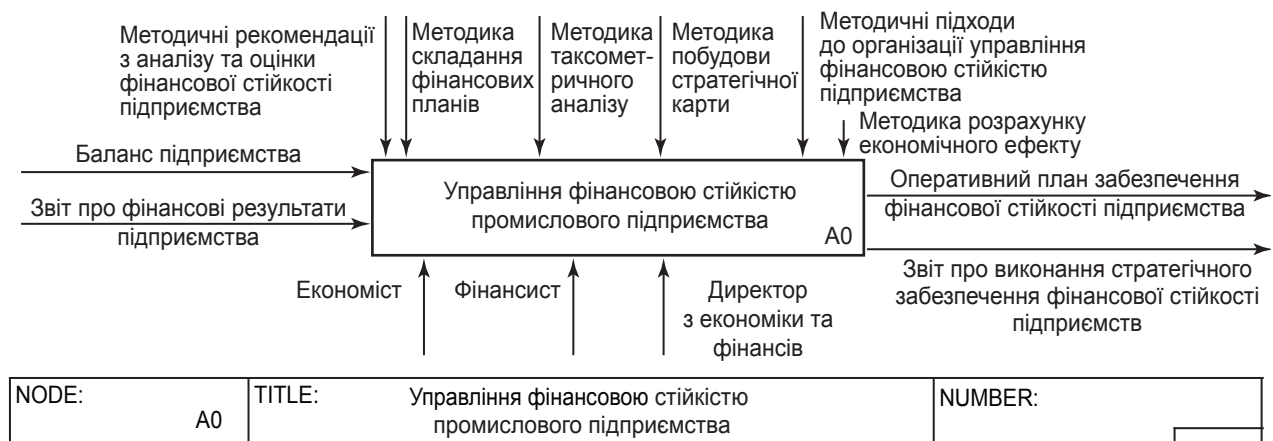 Методичні рекомендації
з аналізу та оцінки
фінансової стійкості
підприємства
Методика
складання
фінансових
планів
Методика
таксомет-
ричного
аналізу
Методика
побудови
стратегічної
карти
Методичні підходи
до організації управління
фінансовою стійкістю
підприємства
Методика розрахунку
економічного ефекту
Баланс підприємства
Звіт про фінансові результати
підприємства
Управління фінансовою стійкістю
промислового підприємства
A0
Оперативний план забезпечення
фінансової стійкості підприємства
Звіт про виконання стратегічного
забезпечення фінансової стійкості
підприємств
Економіст
Фінансист
Директор
з економіки та
фінансів
NODE:
A0
TITLE:
Управління фінансовою стійкістю
промислового підприємства
NUMBER: